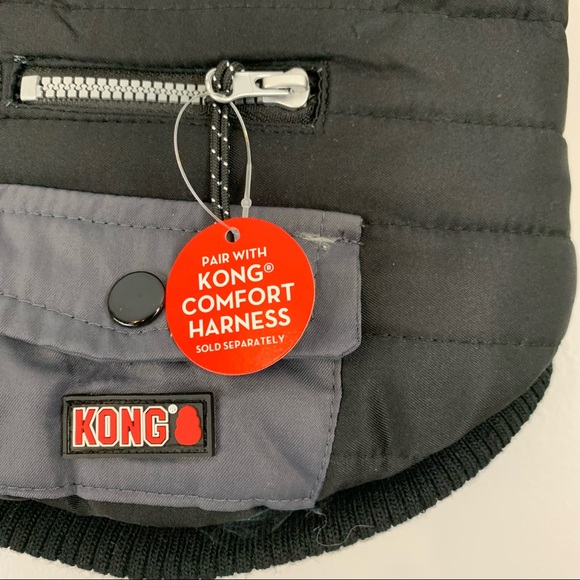 PAIR WITH
KONG®
COMFORT
HARNESS
SOLD SEPARATELY
KONG®